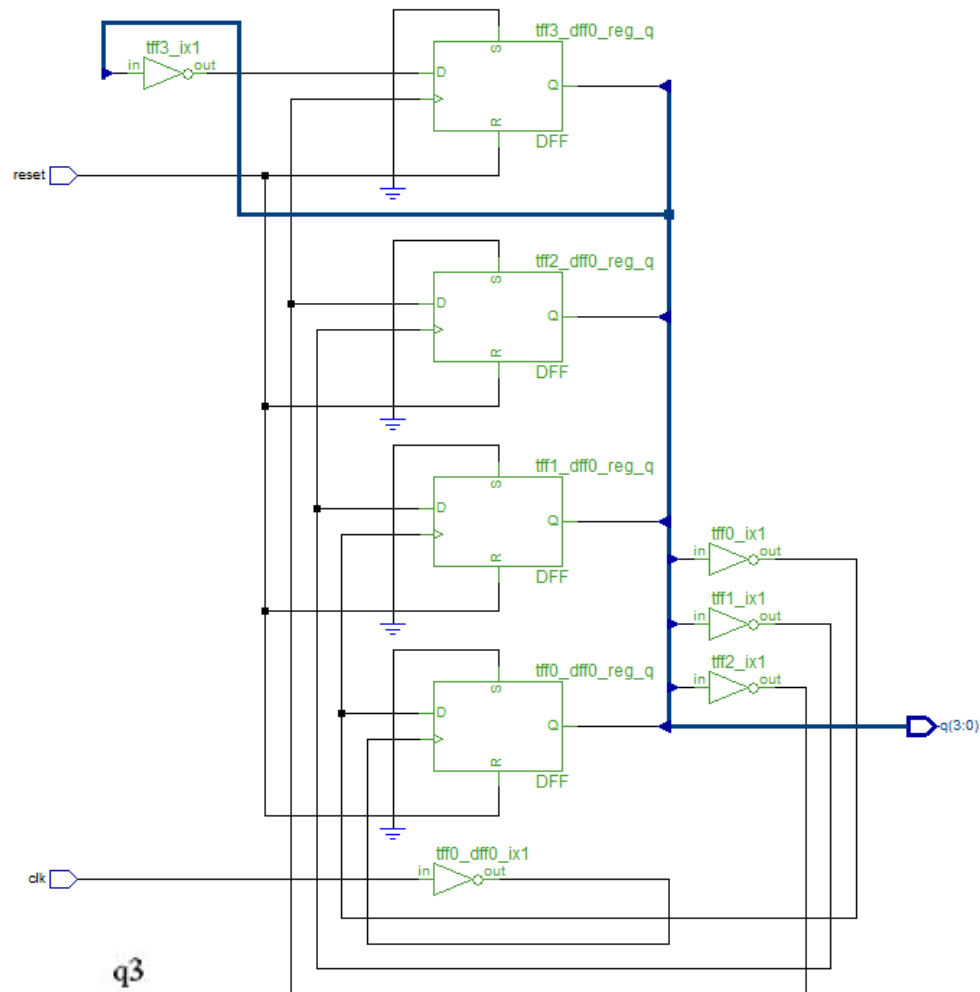 tff3_dff0_reg_q
tff3_ix1
in out
S
D
Q
R
DFF
reset
tff2_dff0_reg_q
S
D
Q
R
DFF
tff1_dff0_reg_q
S
D
Q
R
DFF
tff0_ix1
in out
tff1_ix1
in out
tff2_ix1
in out
tff0_dff0_reg_q
S
D
Q
R
DFF
q(3:0)
tff0_dff0_ix1
clk
in out
q3